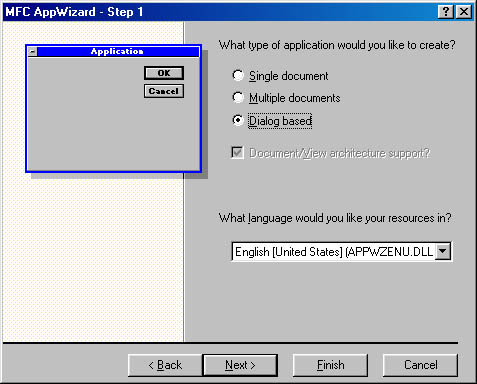 MFC AppWizard - Step 1
Application
OK
Cancel
What type of application would you like to create?
Single document
Multiple documents
Dialog based
Document/View architecture support?
What language would you like your resources in?
English [United States] (APPWZENU.DLL
< Back
Next >
Finish
Cancel